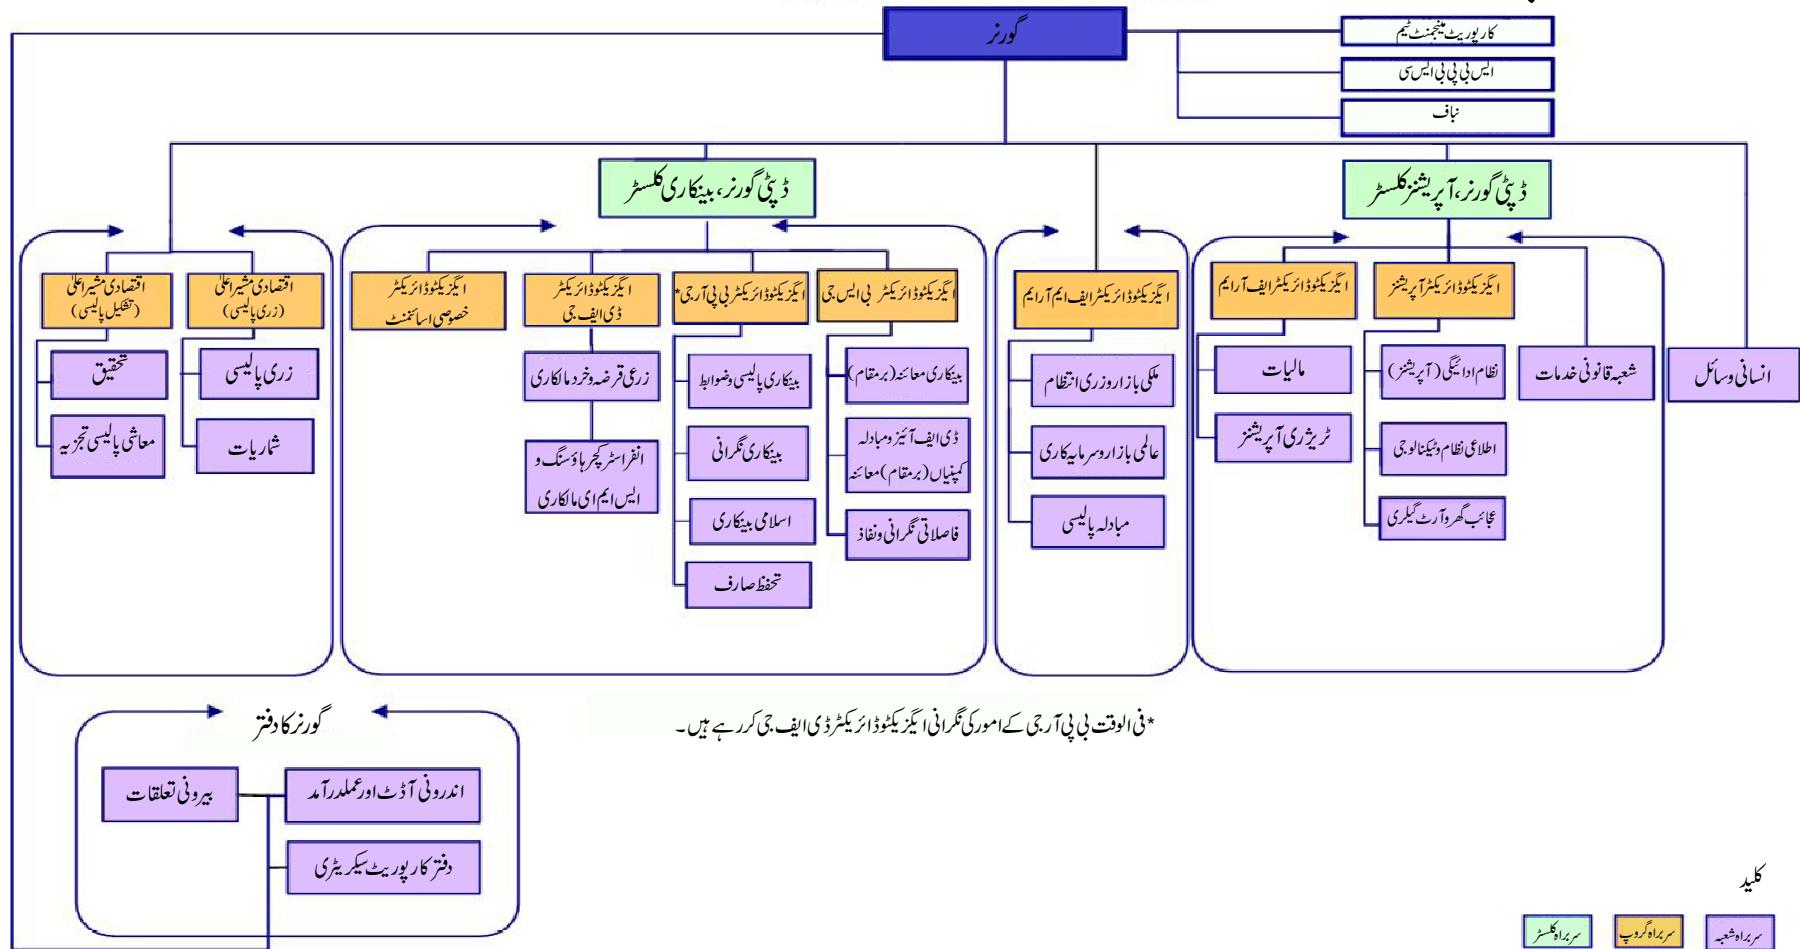 گورنر
کارپوریٹ مینجمنٹ ٹیم
ایس بی پی بی ایس سی
نباف
ڈپٹی گورنر، بینکاری کلسٹر
ڈپٹی گورنر، آپریشنز کلسٹر
اقتصادی مشیر اعلیٰ
(تشکیل پالیسی)
تحقیق
معاشی پالیسی تجزیہ
اقتصادی مشیر اعلیٰ
(زری پالیسی)
زری پالیسی
شماریات
ایگزیکٹو ڈائریکٹر
خصوصی اسائنمنٹ
ایگزیکٹو ڈائریکٹر
ڈی ایف جی
زرعی قرضہ و خرد مالکاری
انفراسٹرکچر ہاؤسنگ و
ایس ایم ای مالکاری
ایگزیکٹو ڈائریکٹر بی پی آر جی*
بینکاری پالیسی و ضوابط
بینکاری نگرانی
اسلامی بینکاری
تحفظ صارف
ایگزیکٹو ڈائریکٹر بی ایس جی
بینکاری معائنہ (بر مقام)
ڈی ایف آئیز و مبادلہ
کمپنیاں (بر مقام) معائنہ
فاصلاتی نگرانی و نفاذ
ایگزیکٹو ڈائریکٹر ایف ایم آر ایم
ملکی بازار و زری انتظام
عالمی بازار و سرمایہ کاری
مبادلہ پالیسی
ایگزیکٹو ڈائریکٹر ایف آر ایم
مالیات
ٹریژری آپریشنز
ایگزیکٹو ڈائریکٹر آپریشنز
نظام ادائیگی (آپریشنز)
اطلاعی نظام و ٹیکنالوجی
عجائب گھر و آرٹ گیلری
شعبہ قانونی خدمات
انسانی وسائل
گورنر کا دفتر
بیرونی تعلقات
اندرونی آڈٹ اور عملدرآمد
دفتر کارپوریٹ سیکریٹری
* فی الوقت بی پی آر جی کے امور کی نگرانی ایگزیکٹو ڈائریکٹر ڈی ایف جی کر رہے ہیں۔
کلید
سربراہ شعبہ
سربراہ گروپ
سربراہ کلسٹر